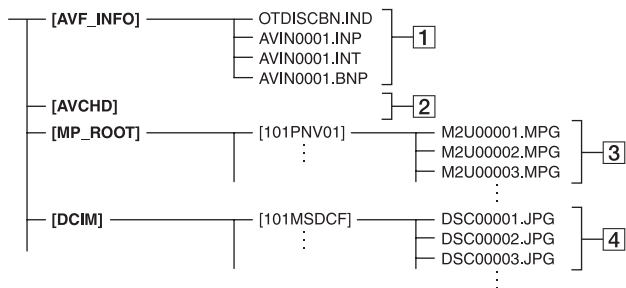 [AVF_INFO] OTDISCBN.IND
AVIN0001.INP 1
AVIN0001.INT
AVIN0001.BNP
[AVCHD] 2
[MP_ROOT] [101PNV01] M2U00001.MPG
M2U00002.MPG 3
M2U00003.MPG
[DCIM] [101MSDCF] DSC00001.JPG
DSC00002.JPG 4
DSC00003.JPG